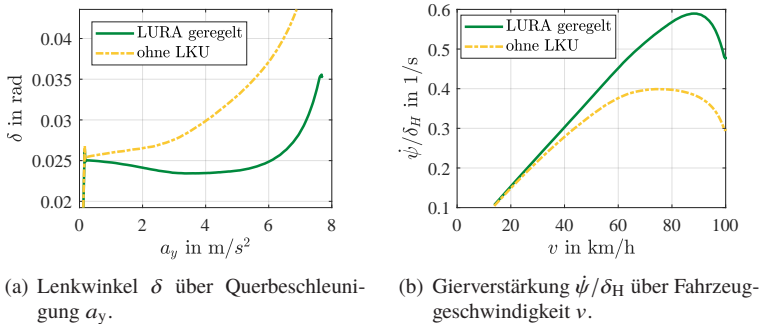 LURA geregelt
ohne LKU
0.04
0.035
0.03
0.025
0.02
0
2
4
6
8
δ in rad
a_y in m/s²
LURA geregelt
ohne LKU
0.6
0.5
0.4
0.3
0.2
0.1
0
20
40
60
80
100
ψ̇/δ_H in 1/s
v in km/h
(a) Lenkwinkel δ über Querbeschleuni-
gung a_y.
(b) Gierverstärkung ψ̇/δ_H über Fahrzeug-
geschwindigkeit v.